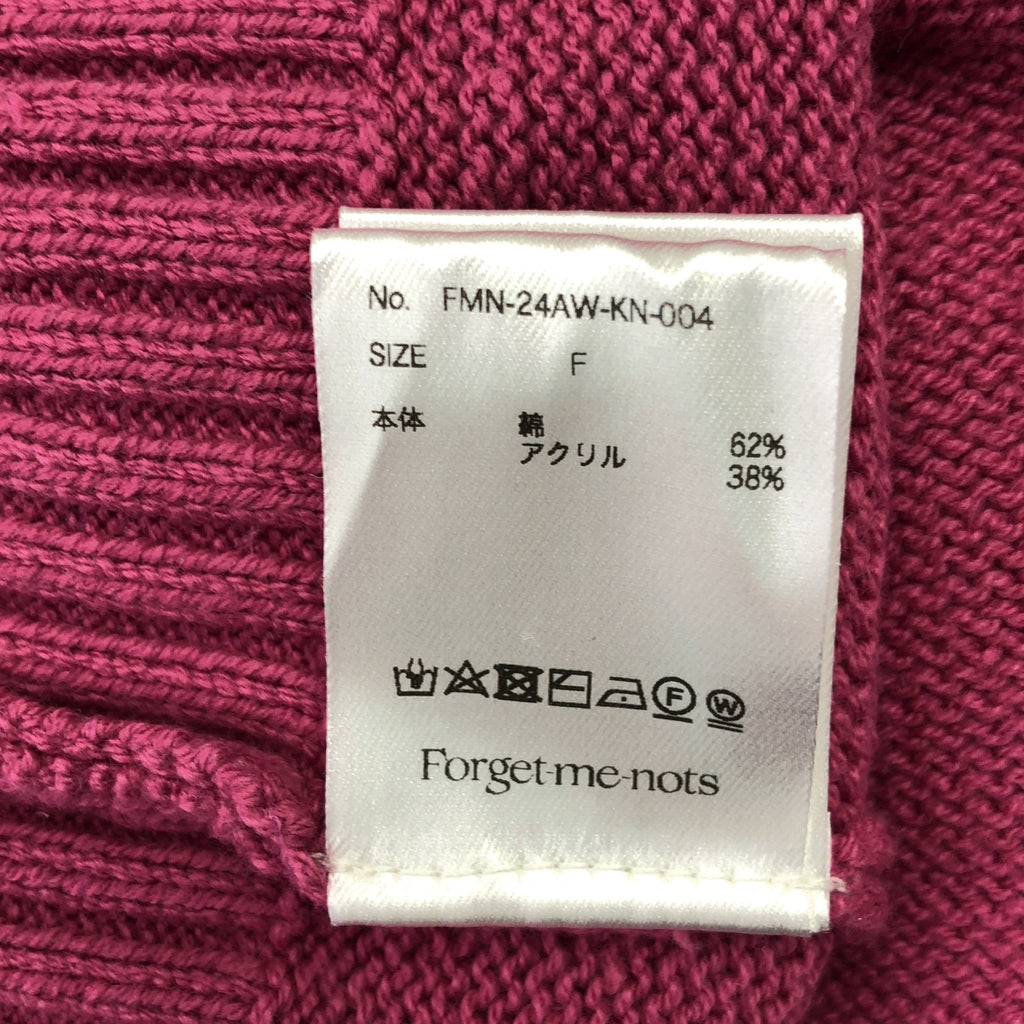 No. FMN-24AW-KN-004
SIZE F
本体 綿 62%
アクリル 38%
F W
Forget-me-nots